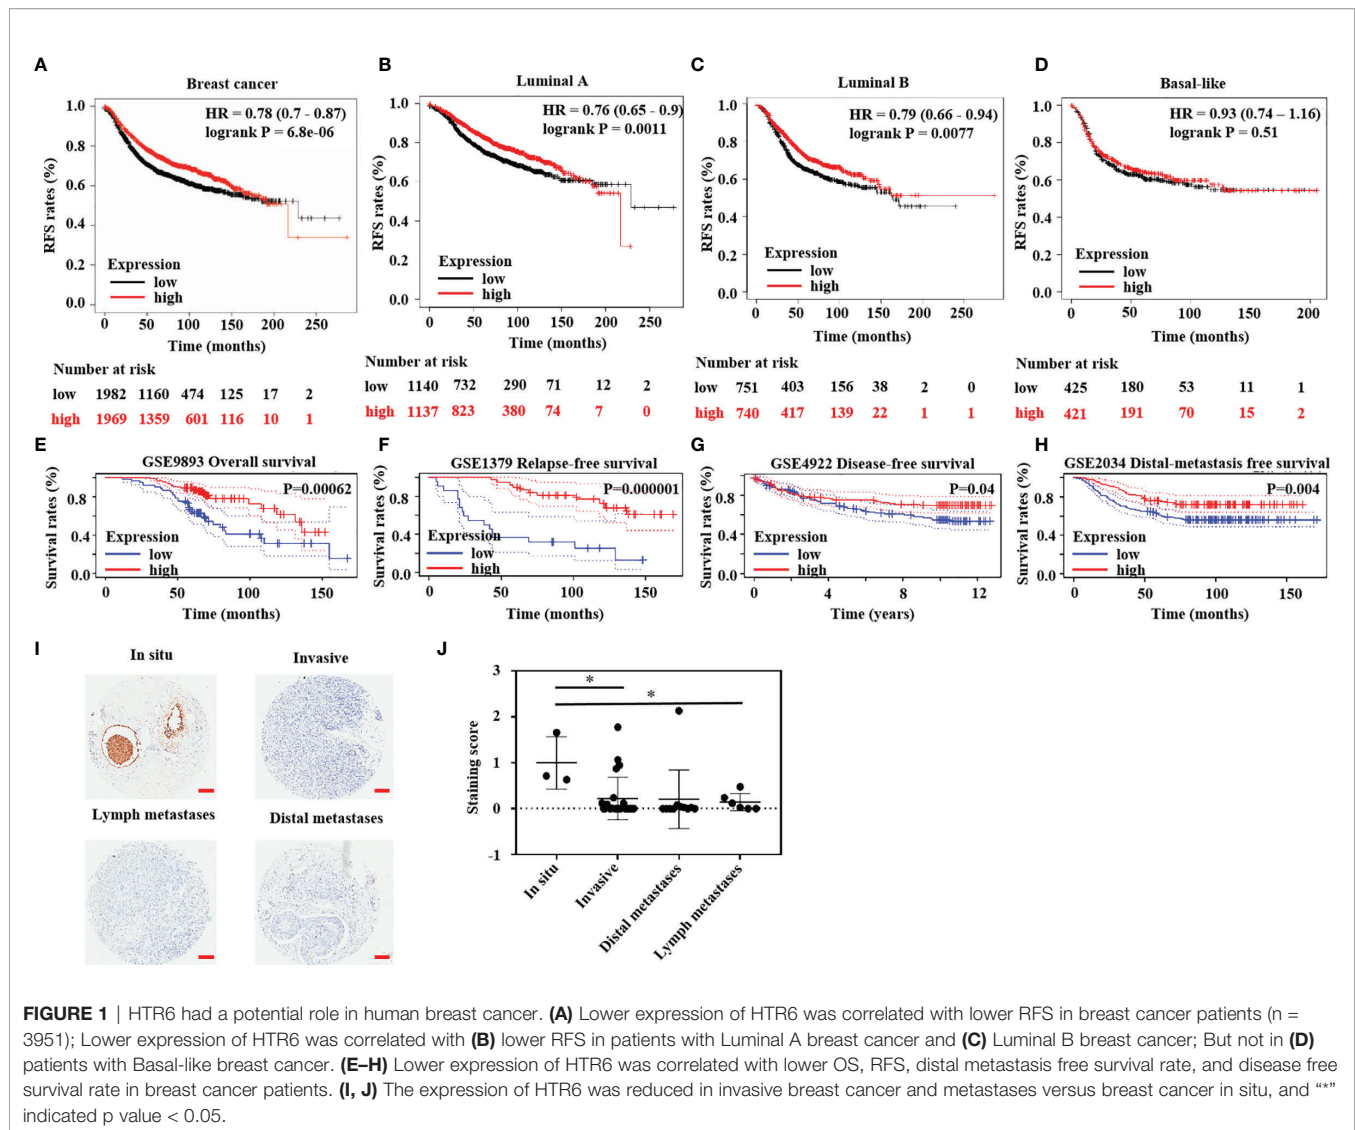 A
Breast cancer
HR = 0.78 (0.7 - 0.87)
logrank P = 6.8e-06
RFS rates (%)
1.0
0.8
0.6
0.4
0.2
0.0
Expression
low
high
0 50 100 150 200 250
Time (months)
Number at risk
low 1982 1160 474 125 17 2
high 1969 1359 601 116 10 1
B
Luminal A
HR = 0.76 (0.65 - 0.9)
logrank P = 0.0011
RFS rates (%)
1.0
0.8
0.6
0.4
0.2
0.0
Expression
low
high
0 50 100 150 200 250
Time (months)
Number at risk
low 1140 732 290 71 12 2
high 1137 823 380 74 7 0
C
Luminal B
HR = 0.79 (0.66 - 0.94)
logrank P = 0.0077
RFS rates (%)
1.0
0.8
0.6
0.4
0.2
0.0
Expression
low
high
0 50 100 150 200 250
Time (months)
Number at risk
low 751 403 156 38 2 0
high 740 417 139 22 1 1
D
Basal-like
HR = 0.93 (0.74 – 1.16)
logrank P = 0.51
RFS rates (%)
1.0
0.8
0.6
0.4
0.2
0.0
Expression
low
high
0 50 100 150 200
Time (months)
Number at risk
low 425 180 53 11 1
high 421 191 70 15 2
E
GSE9893 Overall survival
P=0.00062
Survival rates (%)
0.8
0.4
0.0
Expression
low
high
0 50 100 150
Time (months)
F
GSE1379 Relapse-free survival
P=0.000001
Survival rates (%)
0.8
0.4
0.0
Expression
low
high
0 50 100 150
Time (months)
G
GSE4922 Disease-free survival
P=0.04
Survival rates (%)
0.8
0.4
0.0
Expression
low
high
0 4 8 12
Time (years)
H
GSE2034 Distal-metastasis free survival
P=0.004
Survival rates (%)
0.8
0.4
0.0
Expression
low
high
0 50 100 150
Time (months)
I
In situ
Invasive
Lymph metastases
Distal metastases
J
Staining score
3
2
1
0
-1
*
*
In situ
Invasive
Distal metastases
Lymph metastases
FIGURE 1 | HTR6 had a potential role in human breast cancer. (A) Lower expression of HTR6 was correlated with lower RFS in breast cancer patients (n =
3951); Lower expression of HTR6 was correlated with (B) lower RFS in patients with Luminal A breast cancer and (C) Luminal B breast cancer; But not in (D)
patients with Basal-like breast cancer. (E–H) Lower expression of HTR6 was correlated with lower OS, RFS, distal metastasis free survival rate, and disease free
survival rate in breast cancer patients. (I, J) The expression of HTR6 was reduced in invasive breast cancer and metastases versus breast cancer in situ, and “*”
indicated p value < 0.05.